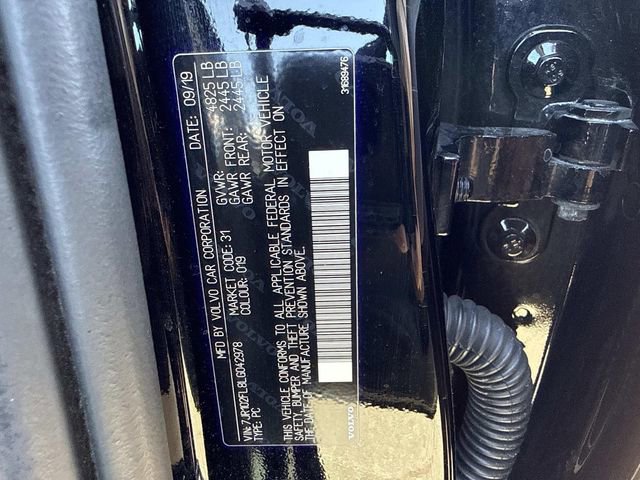 MFD BY VOLVO CAR CORPORATION DATE: 09/19
MARKET CODE: 31 GVWR: 4825 LB
COLOUR: 019 GAWR FRONT: 2445 LB
GAWR REAR: 2445 LB
VIN: 7JR102FL8LG042978
TYPE: PC
THIS VEHICLE CONFORMS TO ALL APPLICABLE FEDERAL MOTOR VEHICLE
SAFETY, BUMPER AND THEFT PREVENTION STANDARDS IN EFFECT ON
THE DATE OF MANUFACTURE SHOWN ABOVE.
VOLVO
31689476